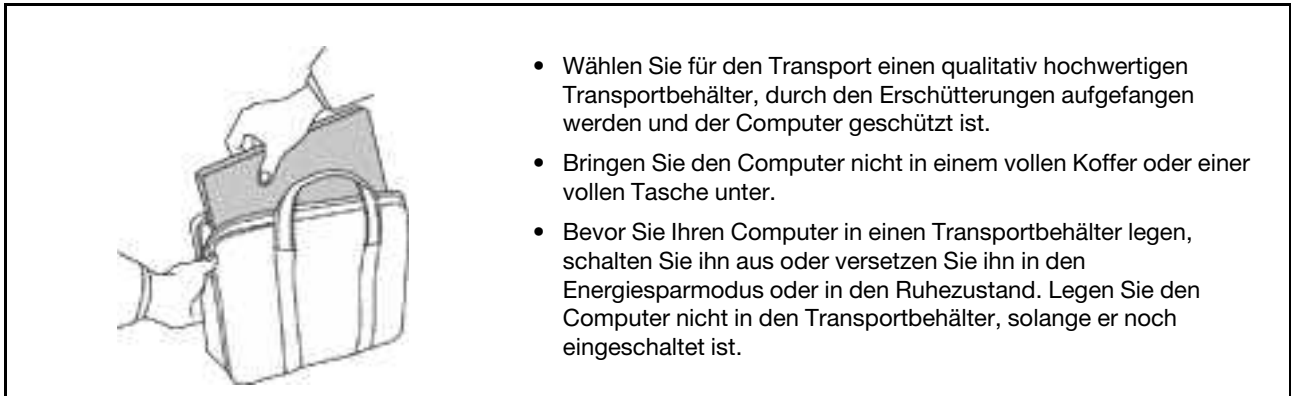 • Wählen Sie für den Transport einen qualitativ hochwertigen
Transportbehälter, durch den Erschütterungen aufgefangen
werden und der Computer geschützt ist.
• Bringen Sie den Computer nicht in einem vollen Koffer oder einer
vollen Tasche unter.
• Bevor Sie Ihren Computer in einen Transportbehälter legen,
schalten Sie ihn aus oder versetzen Sie ihn in den
Energiesparmodus oder in den Ruhezustand. Legen Sie den
Computer nicht in den Transportbehälter, solange er noch
eingeschaltet ist.